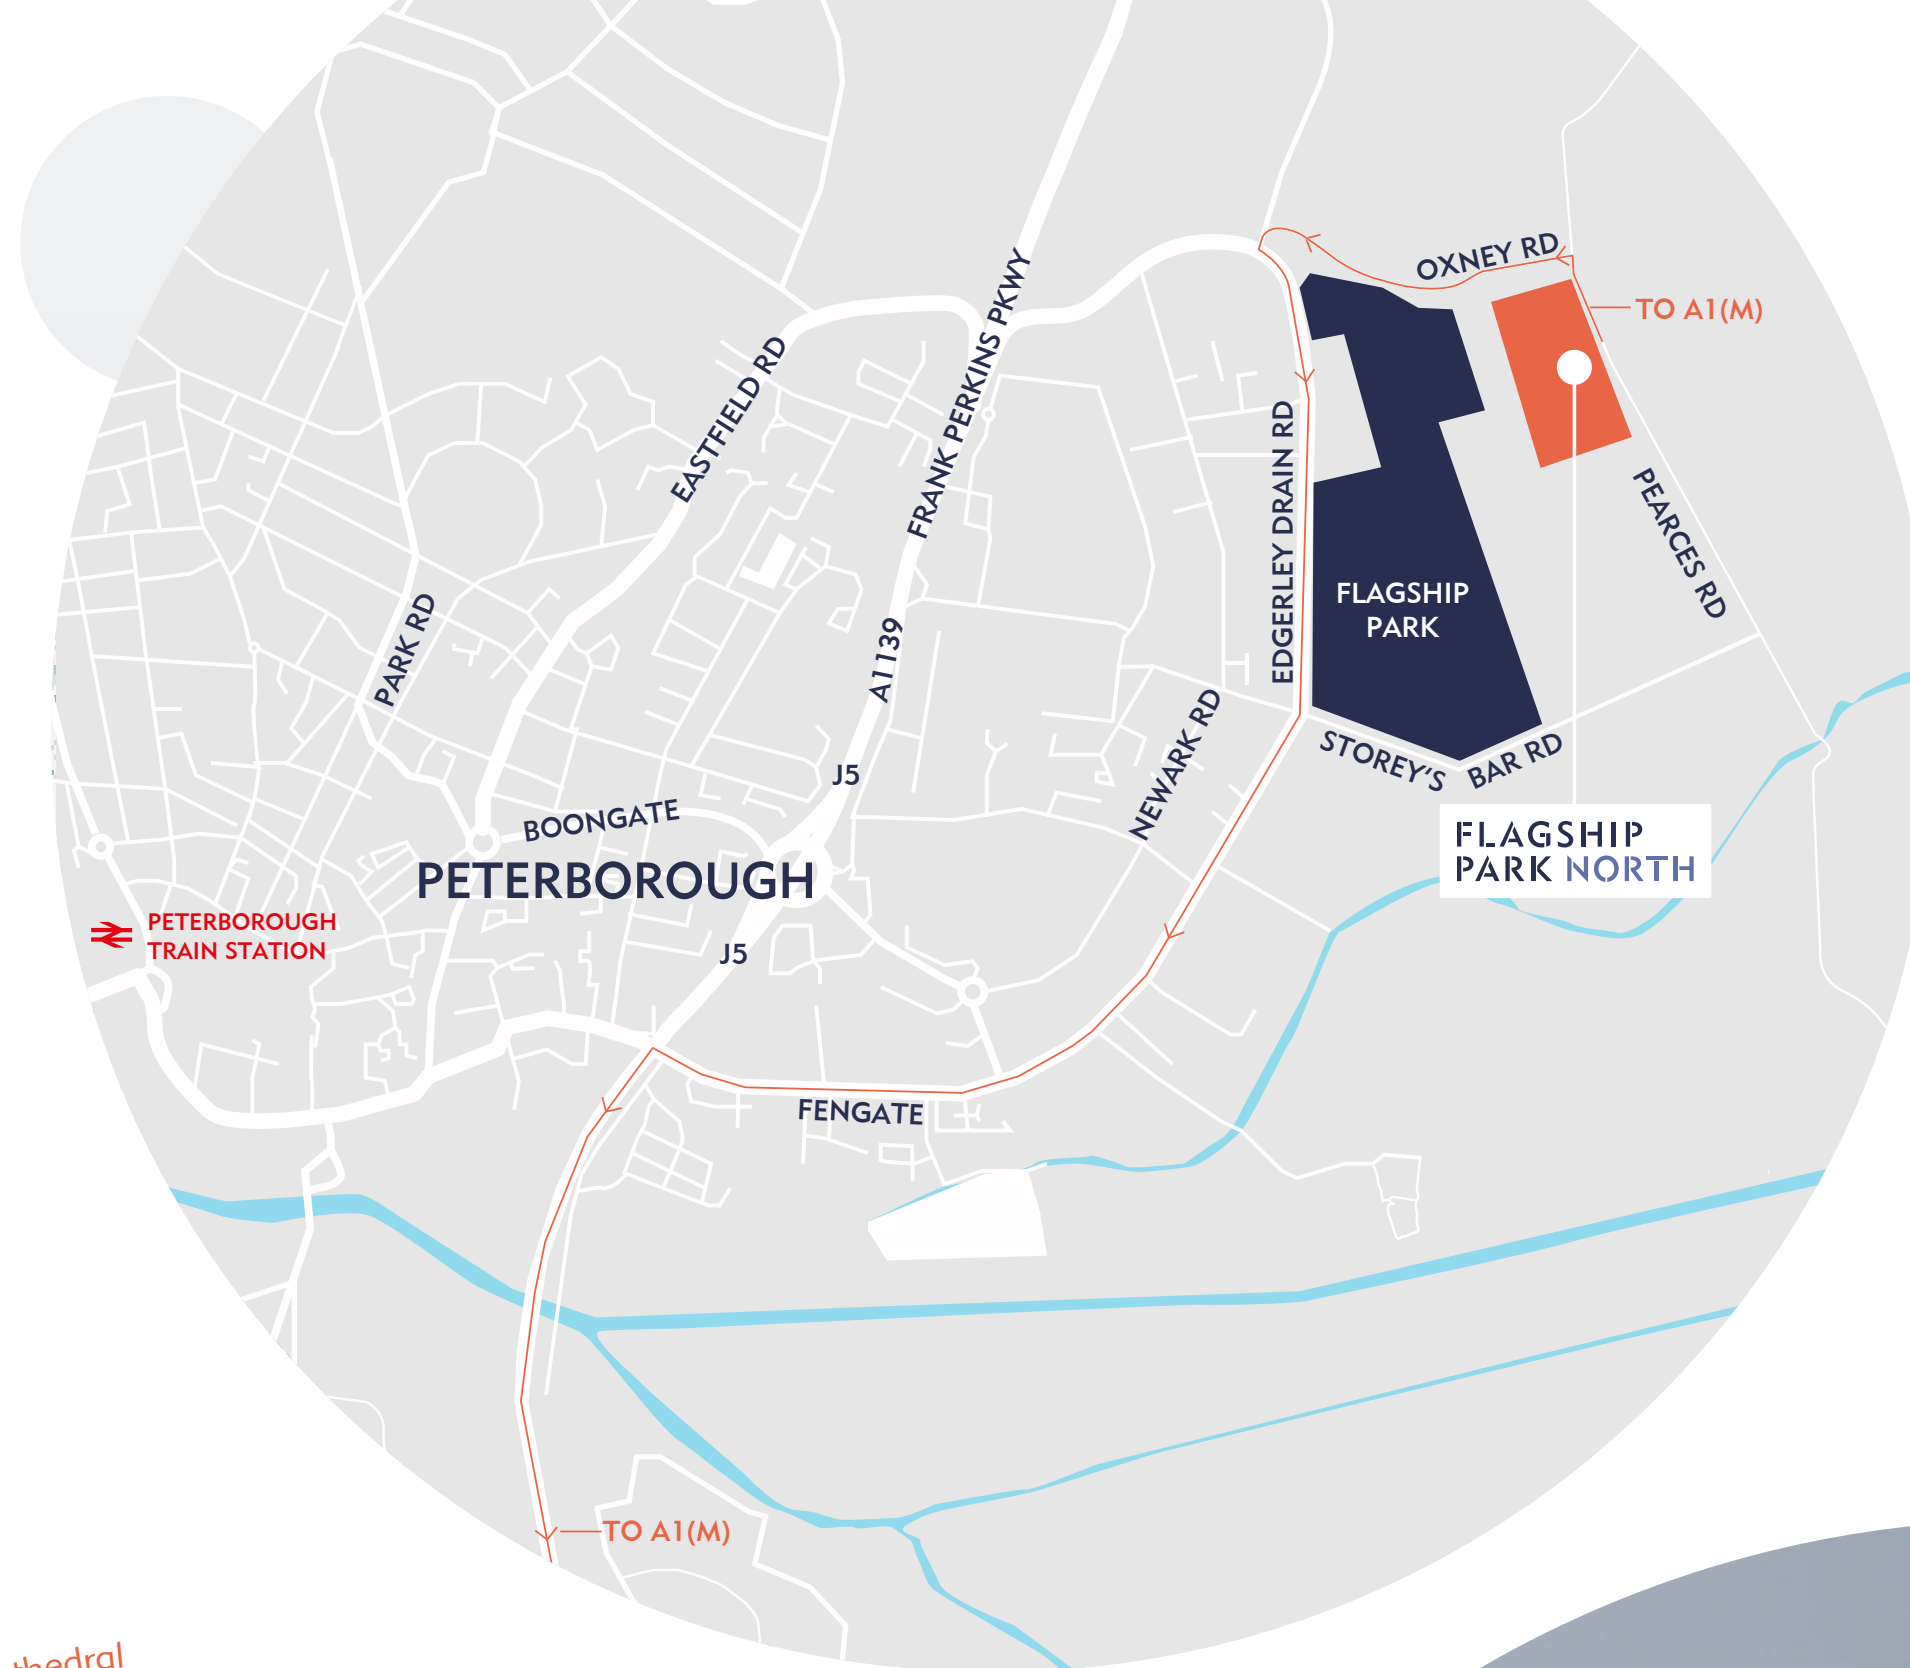 OXNEY RD
TO A1(M)
FRANK PERKINS PKWY
EASTFIELD RD
EDGERLEY DRAIN RD
PEARCES RD
FLAGSHIP
PARK
PARK RD
A1139
NEWARK RD
STOREY'S
BAR RD
J5
BOONGATE
PETERBOROUGH
FLAGSHIP
PARK NORTH
PETERBOROUGH
TRAIN STATION
J5
FENGATE
TO A1(M)
thedral